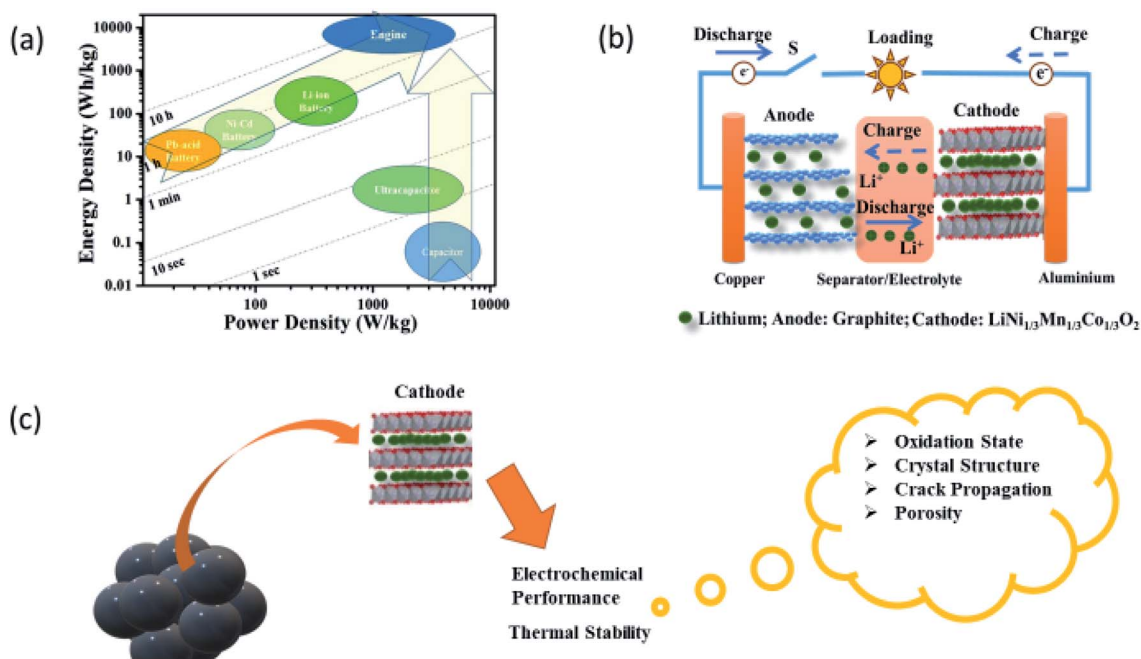 (a)
Energy Density (Wh/kg)
10000
1000
100
10
1
0.1
0.01
10 h
1 h
1 min
10 sec
1 sec
Engine
Li-ion
Battery
Ni-Cd
Battery
Pb-acid
Battery
Ultracapacitor
Capacitor
100 1000 10000
Power Density (W/kg)
(b)
Discharge S Loading Charge
e- e-
Anode Cathode
Charge
Li+
Discharge
Li+
Copper Separator/Electrolyte Aluminium
Lithium; Anode: Graphite; Cathode: LiNi1/3Mn1/3Co1/3O2
(c)
Cathode
Electrochemical
Performance
Thermal Stability
➢ Oxidation State
➢ Crystal Structure
➢ Crack Propagation
➢ Porosity